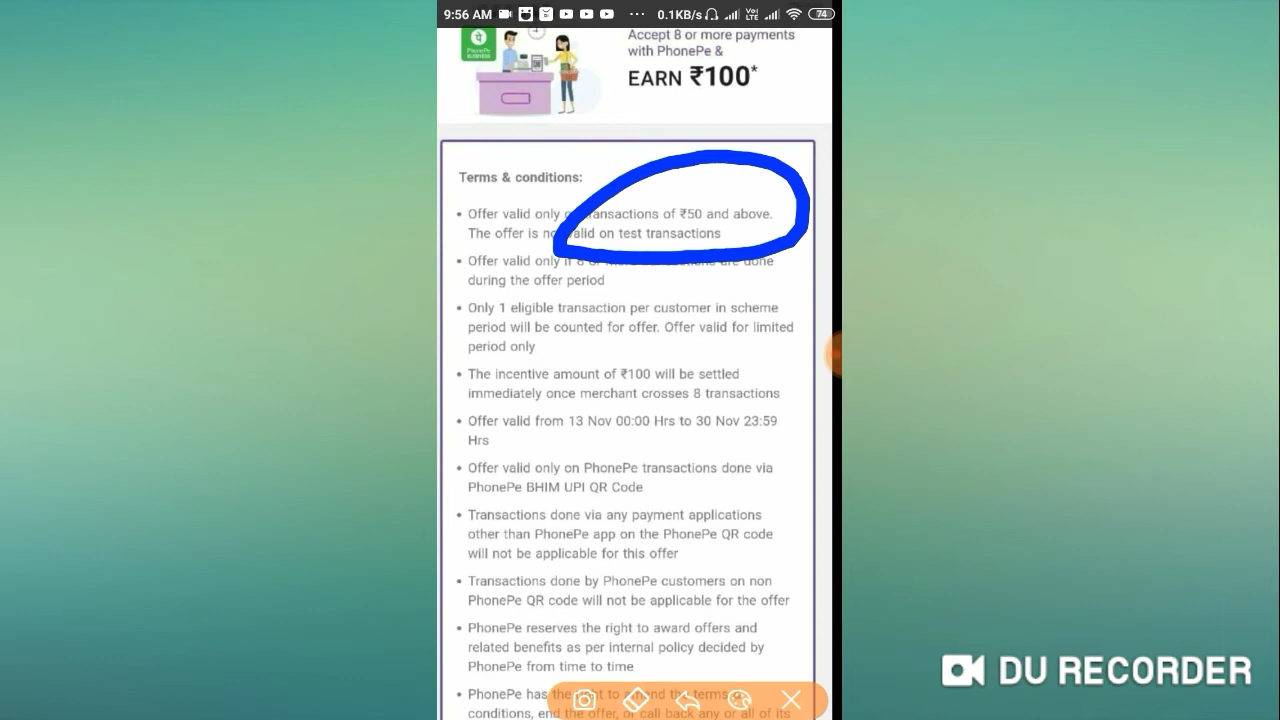 9:56 AM
0.1KB/s
Vo)
LTE
74
PhonePe
BUSINESS
Accept 8 or more payments
with PhonePe &
EARN ₹100*
Terms & conditions:
• Offer valid only transactions of ₹50 and above.
The offer is not valid on test transactions
• Offer valid only if 8 or more transactions are done
during the offer period
• Only 1 eligible transaction per customer in scheme
period will be counted for offer. Offer valid for limited
period only
• The incentive amount of ₹100 will be settled
immediately once merchant crosses 8 transactions
• Offer valid from 13 Nov 00:00 Hrs to 30 Nov 23:59
Hrs
• Offer valid only on PhonePe transactions done via
PhonePe BHIM UPI QR Code
• Transactions done via any payment applications
other than PhonePe app on the PhonePe QR code
will not be applicable for this offer
• Transactions done by PhonePe customers on non
PhonePe QR code will not be applicable for the offer
• PhonePe reserves the right to award offers and
related benefits as per internal policy decided by
PhonePe from time to time
• PhonePe has the right to amend the terms &
conditions, end the offer, or call back any or all of its
DU RECORDER